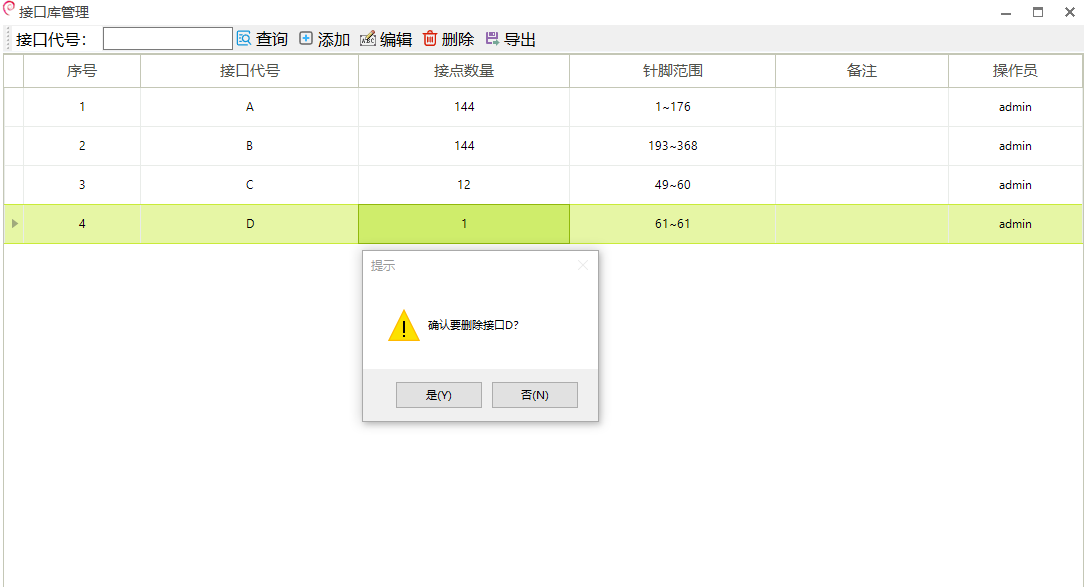 接口库管理
接口代号： 查询 添加 编辑 删除 导出
序号 接口代号 接点数量 针脚范围 备注 操作员
1 A 144 1~176 admin
2 B 144 193~368 admin
3 C 12 49~60 admin
4 D 1 61~61 admin
提示
确认要删除接口D?
是(Y) 否(N)